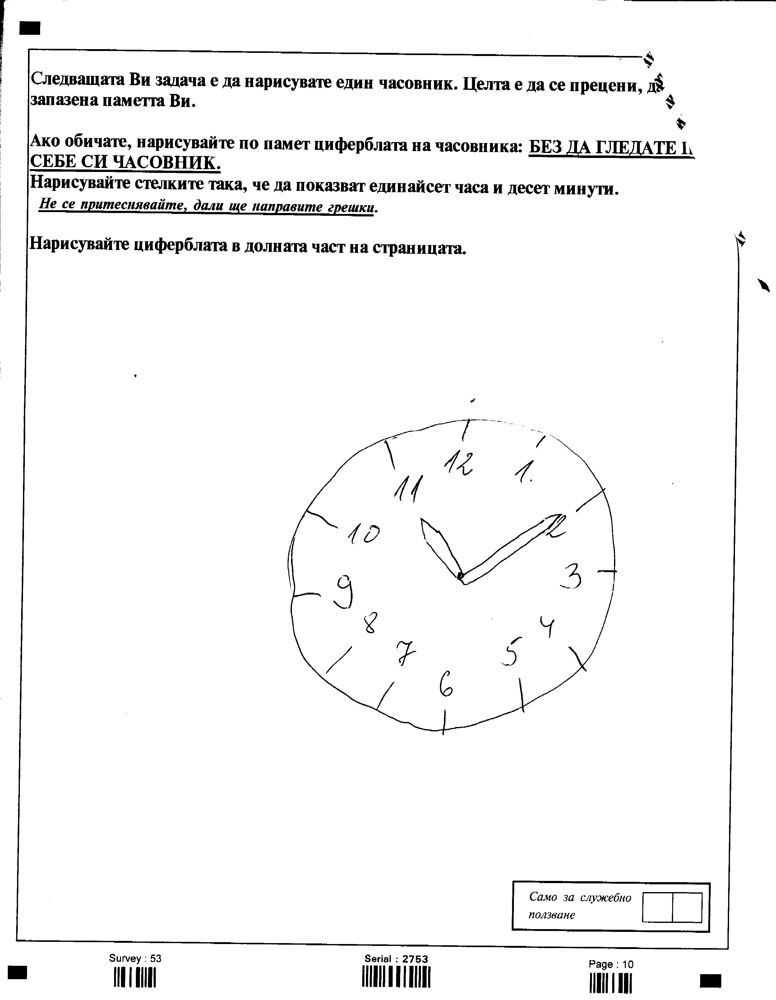 Следващата Ви задача е да нарисувате един часовник. Целта е да се прецени,
запазена паметта Ви.
Ако обичате, нарисувайте по памет циферблата на часовника: БЕЗ ДА ГЛЕДАТЕ
СЕБЕ СИ ЧАСОВНИК.
Нарисувайте стелките така, че да показват единайсет часа и десет минути.
Не се притеснявайте, дали ще направите грешки.
Нарисувайте циферблата в долната част на страницата.
12
1.
11
2
10
3
9
4
8
5
7
6
Само за служебно
ползване
Survey : 53
Serial : 2753
Page : 10